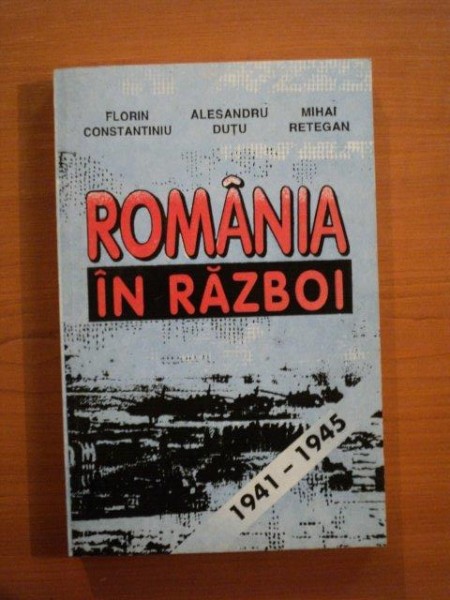 FLORIN CONSTANTINIU
ALESANDRU DUȚU
MIHAI RETEGAN
ROMÂNIA
ÎN RĂZBOI
1941 - 1945